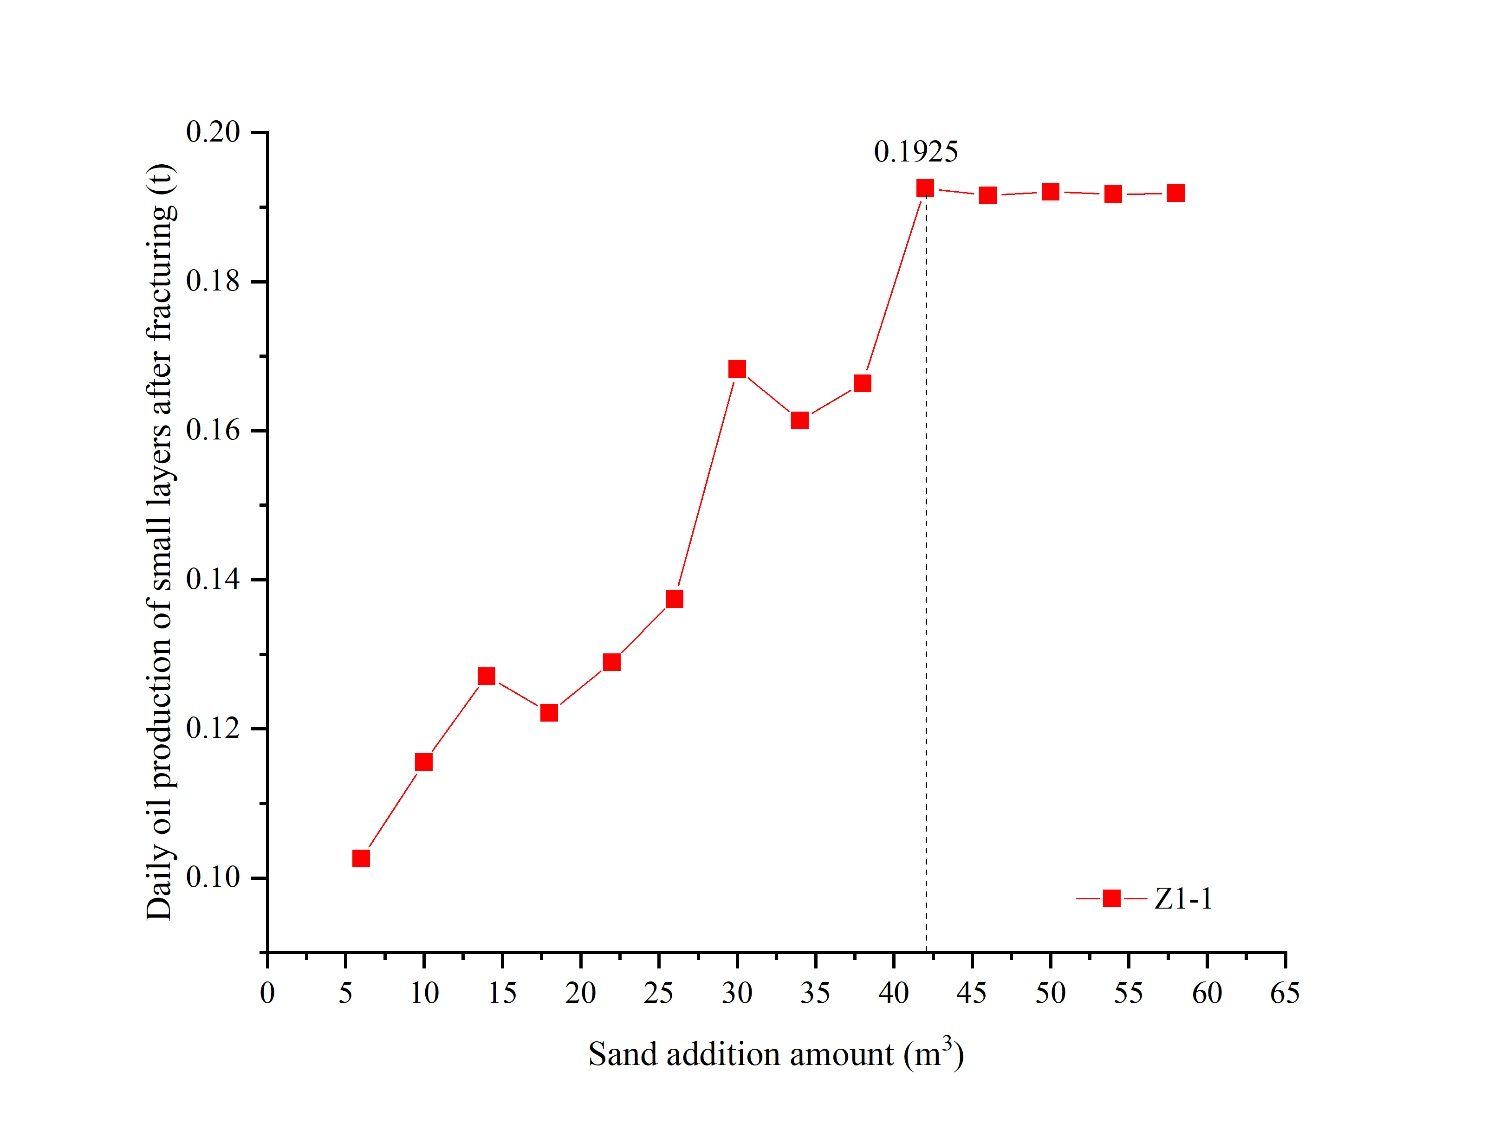 0.1925
0.20
0.18
0.16
0.14
0.12
0.10
Daily oil production of small layers after fracturing (t)
Z1-1
0 5 10 15 20 25 30 35 40 45 50 55 60 65
Sand addition amount (m³)